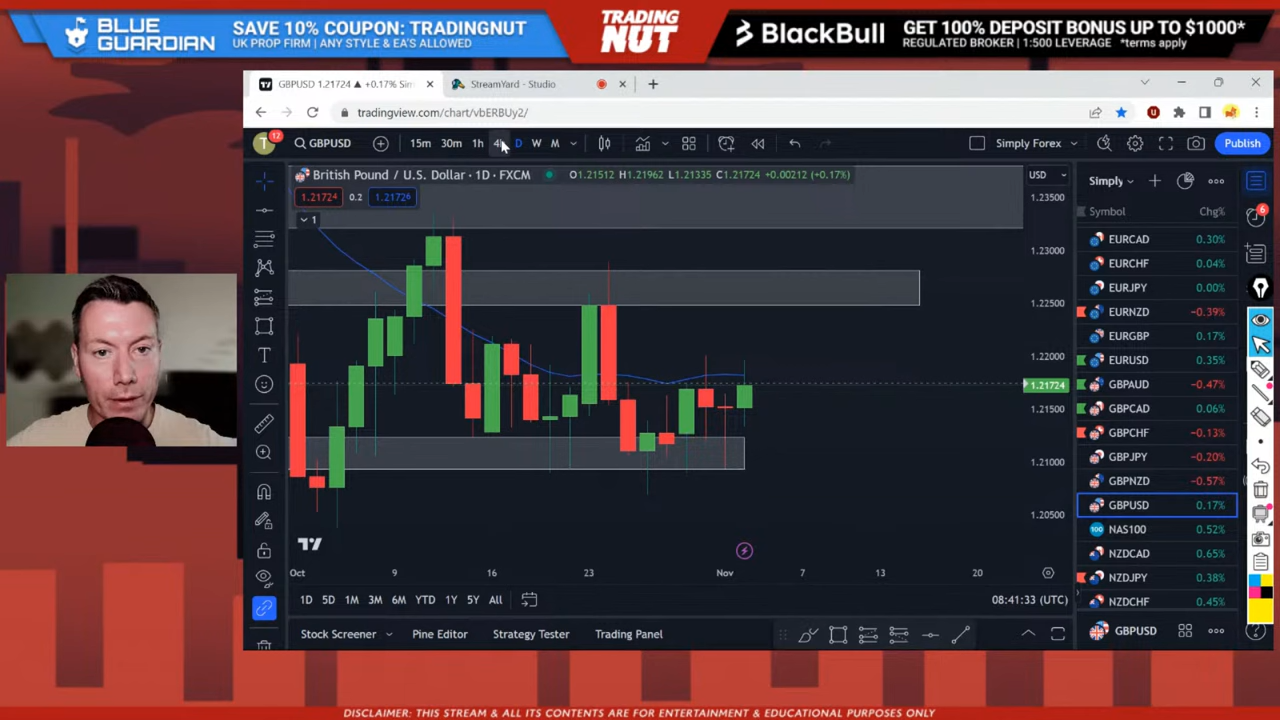 BLUE GUARDIAN
SAVE 10% COUPON: TRADINGNUT
UK PROP FIRM | ANY STYLE & EA'S ALLOWED
TRADING NUT
BlackBull
GET 100% DEPOSIT BONUS UP TO $1000*
REGULATED BROKER | 1:500 LEVERAGE *terms apply
GBPUSD 1.21724 ▲ +0.17% Sim
StreamYard - Studio
tradingview.com/chart/vbERBUy2/
T 12 GBPUSD 15m 30m 1h 4h D W M Simply Forex Publish
British Pound / U.S. Dollar · 1D · FXCM O1.21512 H1.21962 L1.21335 C1.21724 +0.00212 (+0.17%)
1.21724 0.2 1.21726
1
USD
1.23500
1.23000
1.22500
1.22000
1.21724
1.21500
1.21000
1.20500
Oct 9 16 23 Nov 7 13 20
1D 5D 1M 3M 6M YTD 1Y 5Y All 08:41:33 (UTC)
Stock Screener Pine Editor Strategy Tester Trading Panel
Simply
6
Symbol Chg%
EURCAD 0.30%
EURCHF 0.04%
EURJPY 0.00%
EURNZD −0.39%
EURGBP 0.17%
EURUSD 0.35%
GBPAUD −0.47%
GBPCAD 0.06%
GBPCHF −0.13%
GBPJPY −0.20%
GBPNZD −0.57%
GBPUSD 0.17%
NAS100 0.52%
NZDCAD 0.65%
NZDJPY 0.38%
NZDCHF 0.45%
GBPUSD
DISCLAIMER: THIS STREAM & ALL ITS CONTENTS ARE FOR ENTERTAINMENT & EDUCATIONAL PURPOSES ONLY